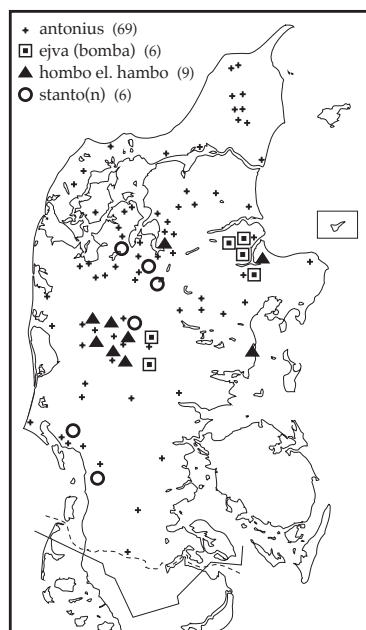 antonius (69)
ejva (bomba) (6)
hombo el. hambo (9)
stanto(n) (6)